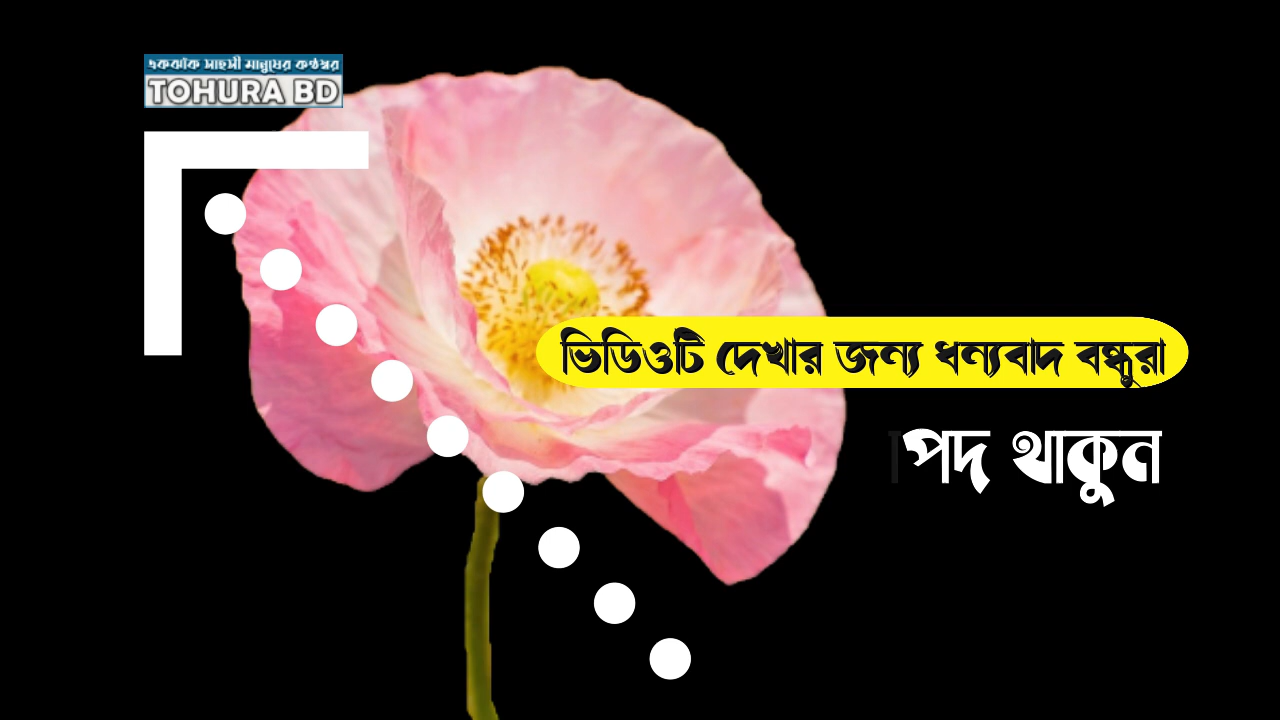 একঝাঁক সাহসী মানুষের কণ্ঠস্বর
TOHURA BD
ভিডিওটি দেখার জন্য ধন্যবাদ বন্ধুরা
াপদ থাকুন